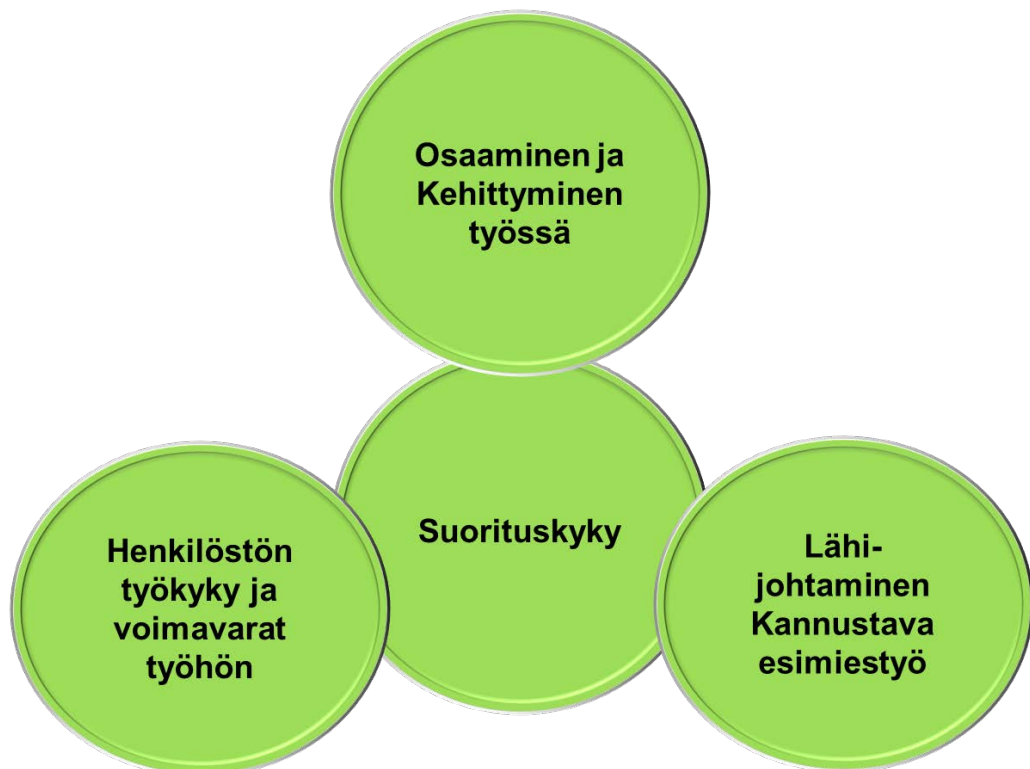 Osaaminen ja
Kehittyminen
työssä
Suorituskyky
Henkilöstön
työkyky ja
voimavarat
työhön
Lähi-
johtaminen
Kannustava
esimiestyö